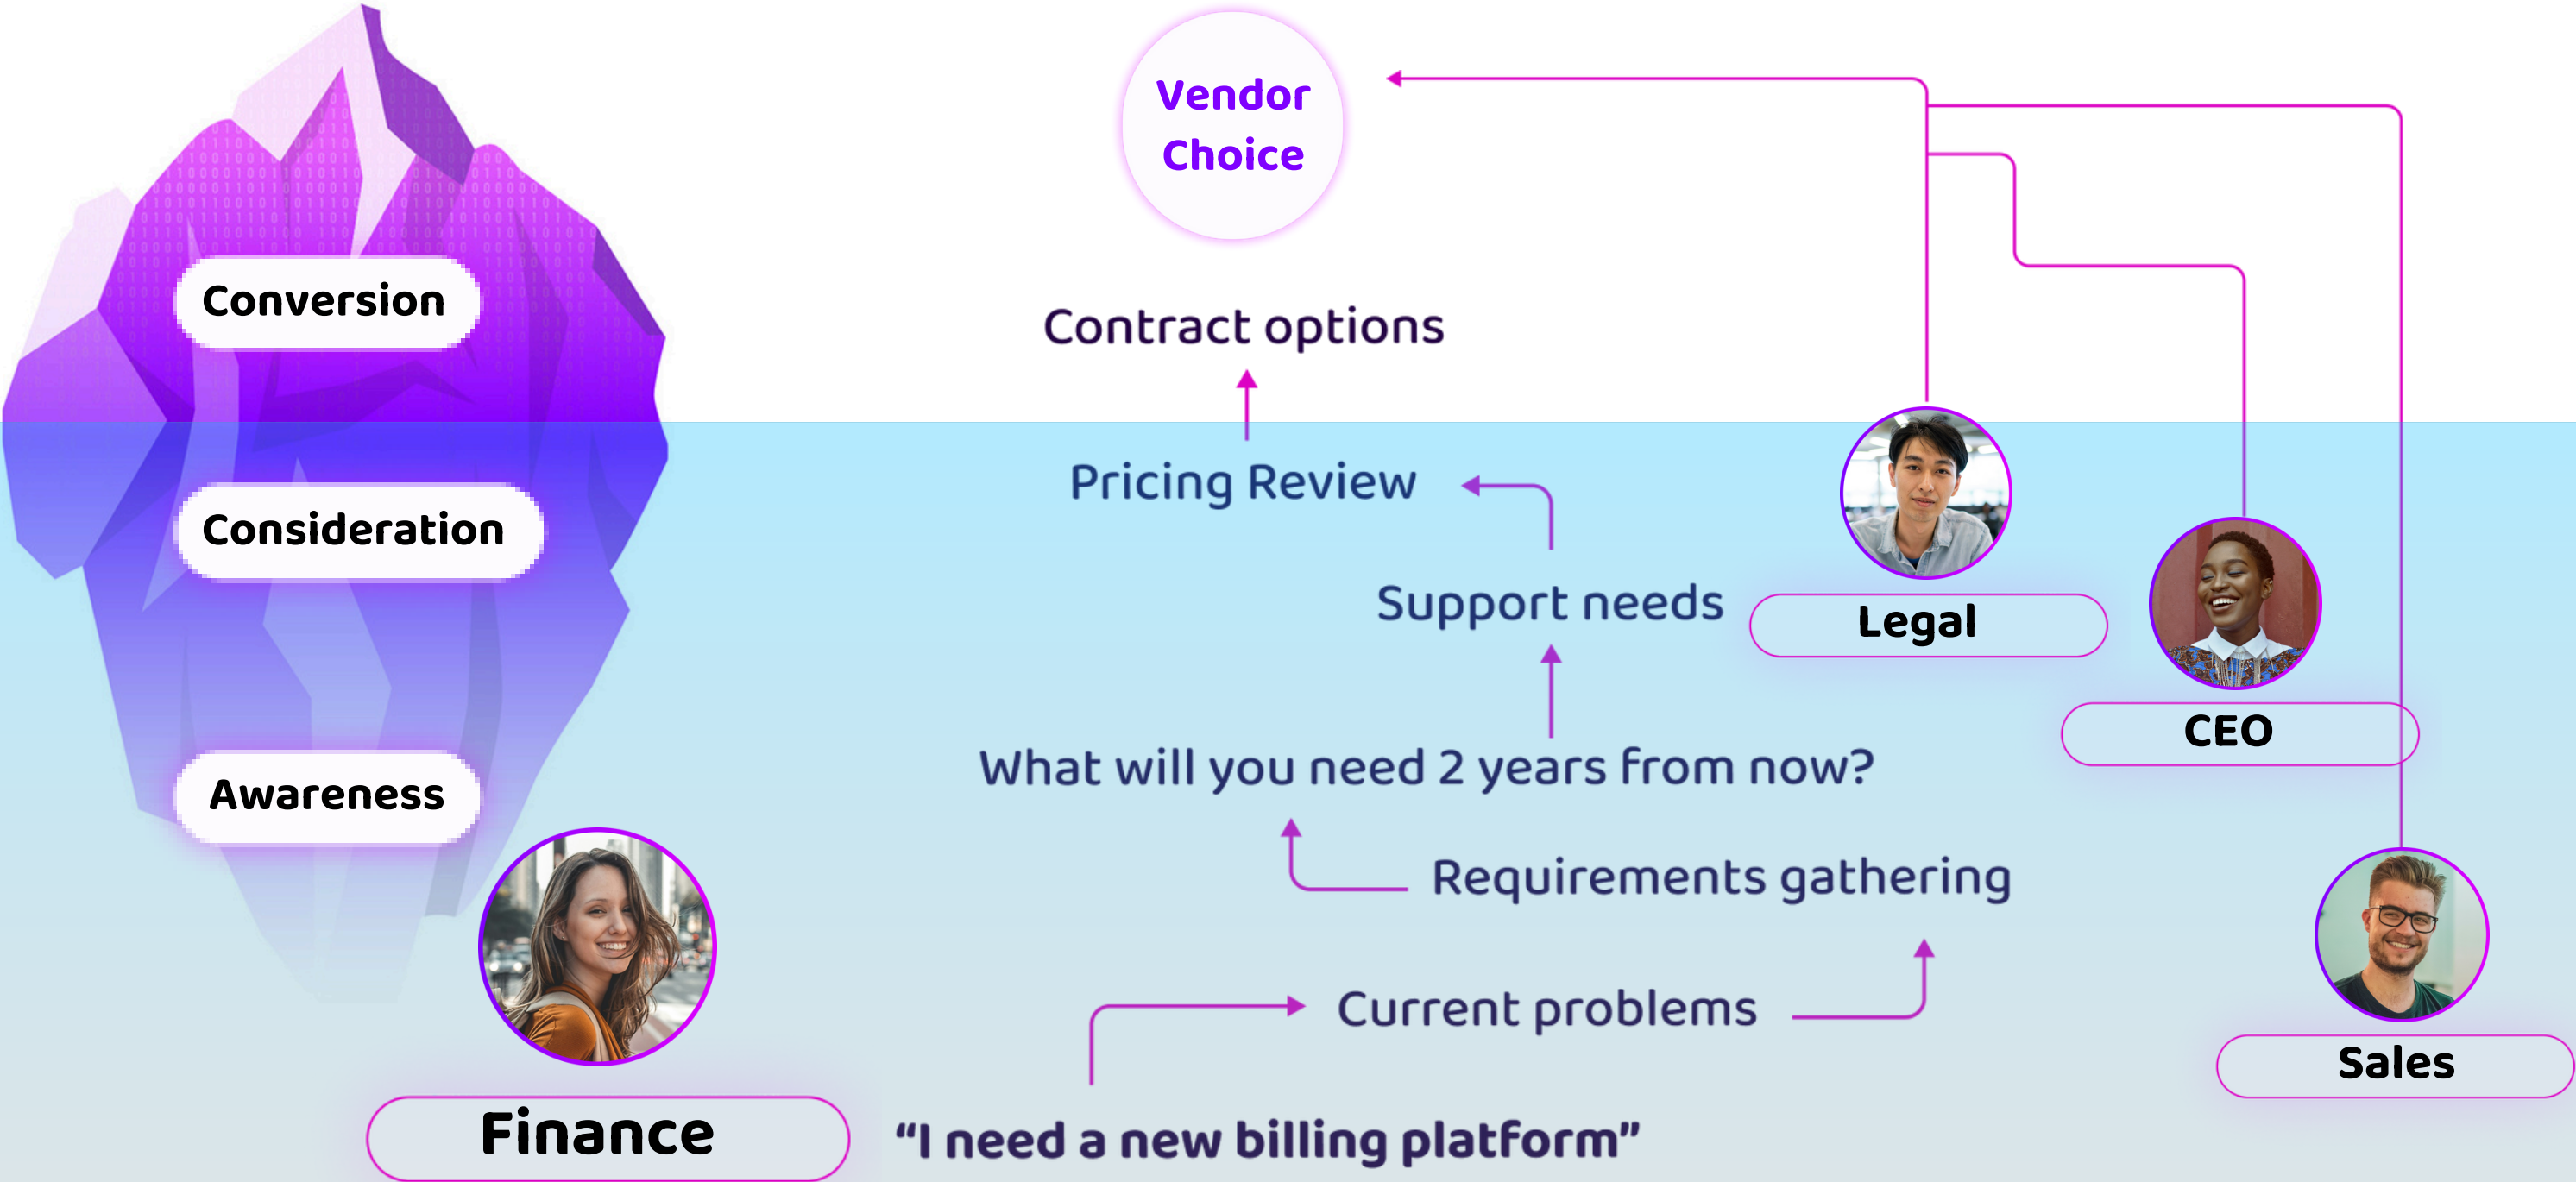 Vendor
Choice
Conversion
Contract options
Pricing Review
Consideration
Support needs
Legal
CEO
What will you need 2 years from now?
Awareness
Requirements gathering
Current problems
Sales
Finance
“I need a new billing platform”